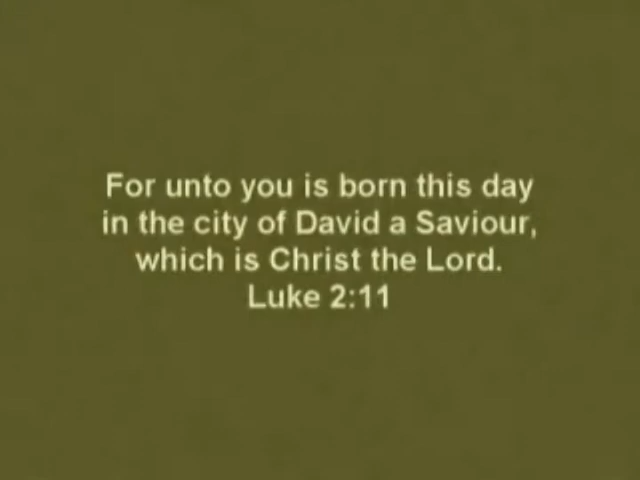 For unto you is born this day
in the city of David a Saviour,
which is Christ the Lord.
Luke 2:11